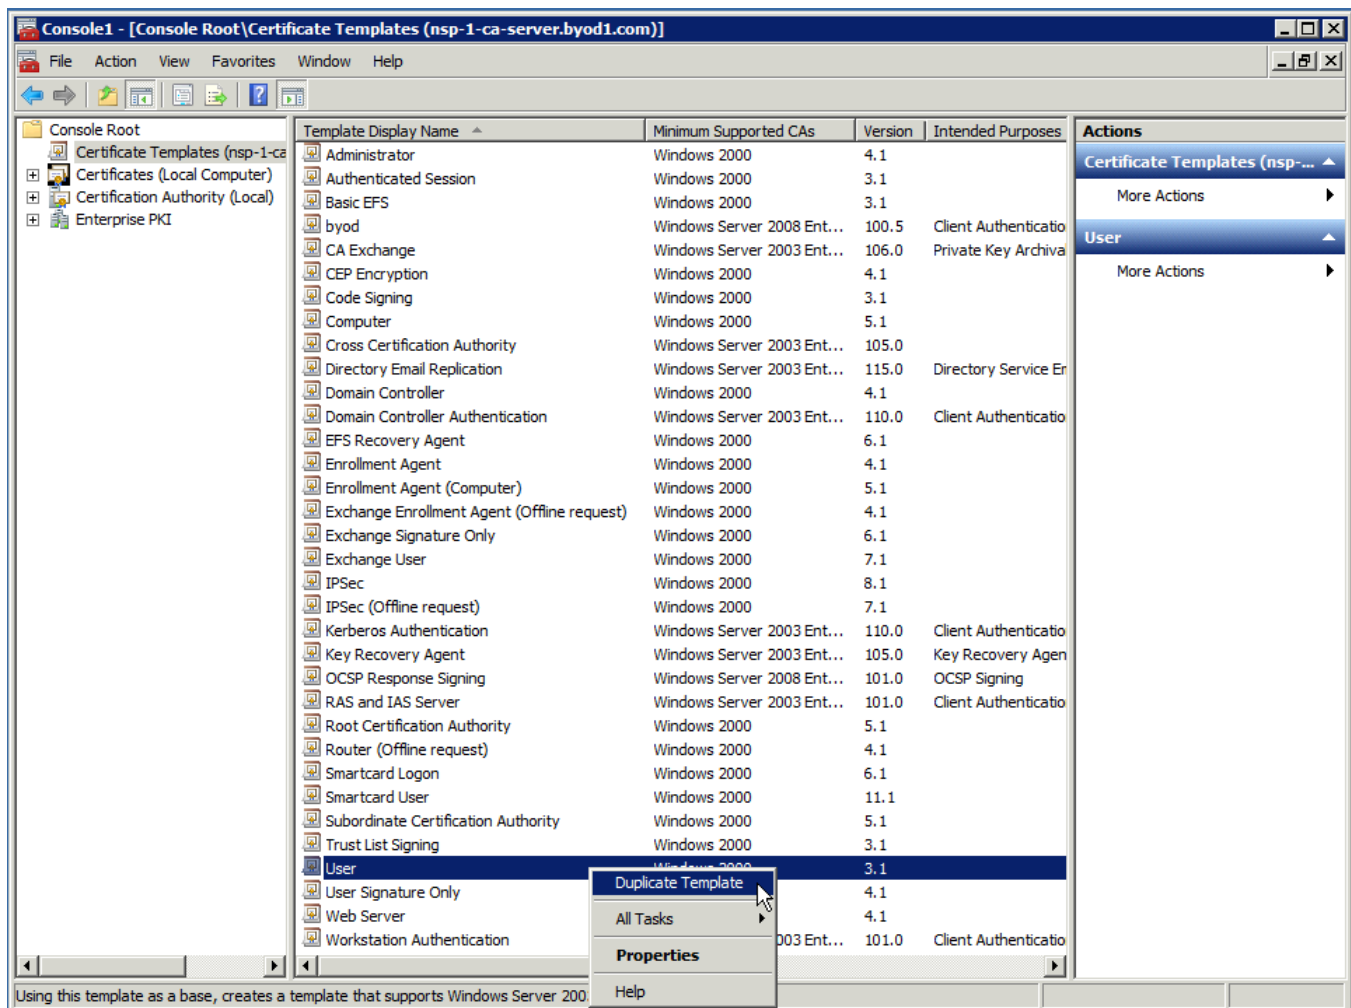 Console1 - [Console Root\Certificate Templates (nsp-1-ca-server.byod1.com)]
File Action View Favorites Window Help
Console Root
Certificate Templates (nsp-1-ca
Certificates (Local Computer)
Certification Authority (Local)
Enterprise PKI
Template Display Name Minimum Supported CAs Version Intended Purposes
Administrator Windows 2000 4.1
Authenticated Session Windows 2000 3.1
Basic EFS Windows 2000 3.1
byod Windows Server 2008 Ent... 100.5 Client Authenticatio
CA Exchange Windows Server 2003 Ent... 106.0 Private Key Archiva
CEP Encryption Windows 2000 4.1
Code Signing Windows 2000 3.1
Computer Windows 2000 5.1
Cross Certification Authority Windows Server 2003 Ent... 105.0
Directory Email Replication Windows Server 2003 Ent... 115.0 Directory Service Em
Domain Controller Windows 2000 4.1
Domain Controller Authentication Windows Server 2003 Ent... 110.0 Client Authenticatio
EFS Recovery Agent Windows 2000 6.1
Enrollment Agent Windows 2000 4.1
Enrollment Agent (Computer) Windows 2000 5.1
Exchange Enrollment Agent (Offline request) Windows 2000 4.1
Exchange Signature Only Windows 2000 6.1
Exchange User Windows 2000 7.1
IPSec Windows 2000 8.1
IPSec (Offline request) Windows 2000 7.1
Kerberos Authentication Windows Server 2003 Ent... 110.0 Client Authenticatio
Key Recovery Agent Windows Server 2003 Ent... 105.0 Key Recovery Agen
OCSP Response Signing Windows Server 2008 Ent... 101.0 OCSP Signing
RAS and IAS Server Windows Server 2003 Ent... 101.0 Client Authenticatio
Root Certification Authority Windows 2000 5.1
Router (Offline request) Windows 2000 4.1
Smartcard Logon Windows 2000 6.1
Smartcard User Windows 2000 11.1
Subordinate Certification Authority Windows 2000 5.1
Trust List Signing Windows 2000 3.1
User Windows 2000 3.1
User Signature Only 4.1
Web Server 4.1
Workstation Authentication 003 Ent... 101.0 Client Authenticatio
Duplicate Template
All Tasks
Properties
Help
Actions
Certificate Templates (nsp-...
More Actions
User
More Actions
Using this template as a base, creates a template that supports Windows Server 200